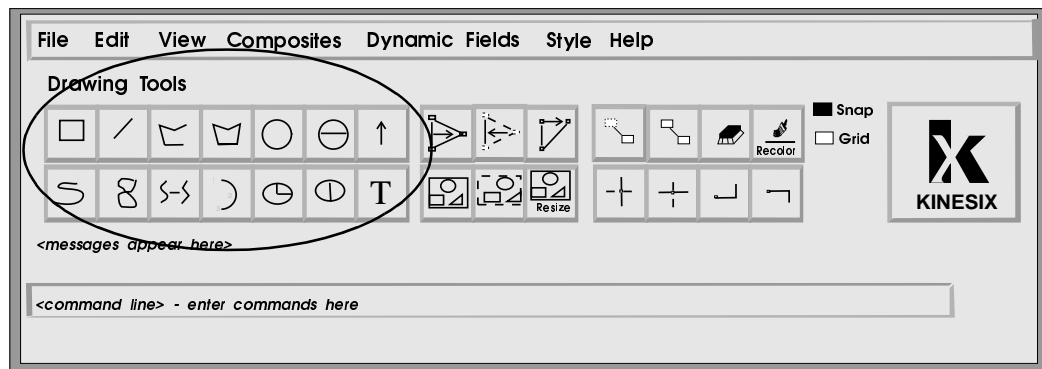 File Edit View Composites Dynamic Fields Style Help
Drawing Tools
Snap
Grid
Recolor
T
Resize
KINESIX
<messages appear here>
<command line> - enter commands here